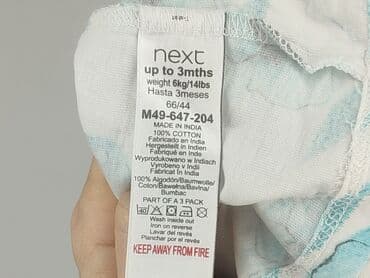 next
up to 3mths
weight 6kg/14lbs
Hasta 3meses
66/44
M49-647-204
MADE IN INDIA
100% COTTON
Fabricado en India
Hergestellt in Indien
Fabriqué en Inde
Wyprodukowano w Indiach
Vyrobeno v Indii
Fabricat în India
100% Algodón/Baumwolle/
Coton/Bawełna/Bavlna/
Bumbac
PART OF A 3 PACK
40
Wash inside out
Iron on reverse
Lavar del revés
Planchar por el revés
KEEP AWAY FROM FIRE